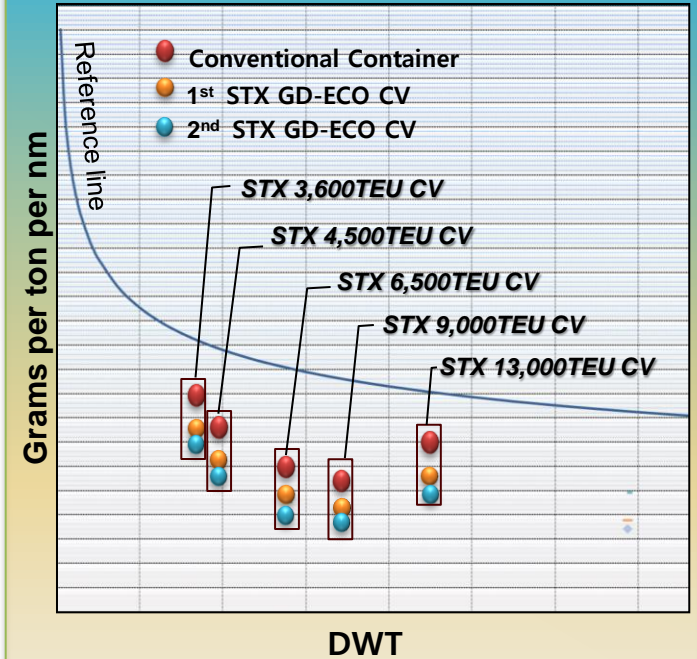 Grams per ton per nm
Reference line
Conventional Container
1st STX GD-ECO CV
2nd STX GD-ECO CV
STX 3,600TEU CV
STX 4,500TEU CV
STX 6,500TEU CV
STX 9,000TEU CV
STX 13,000TEU CV
DWT